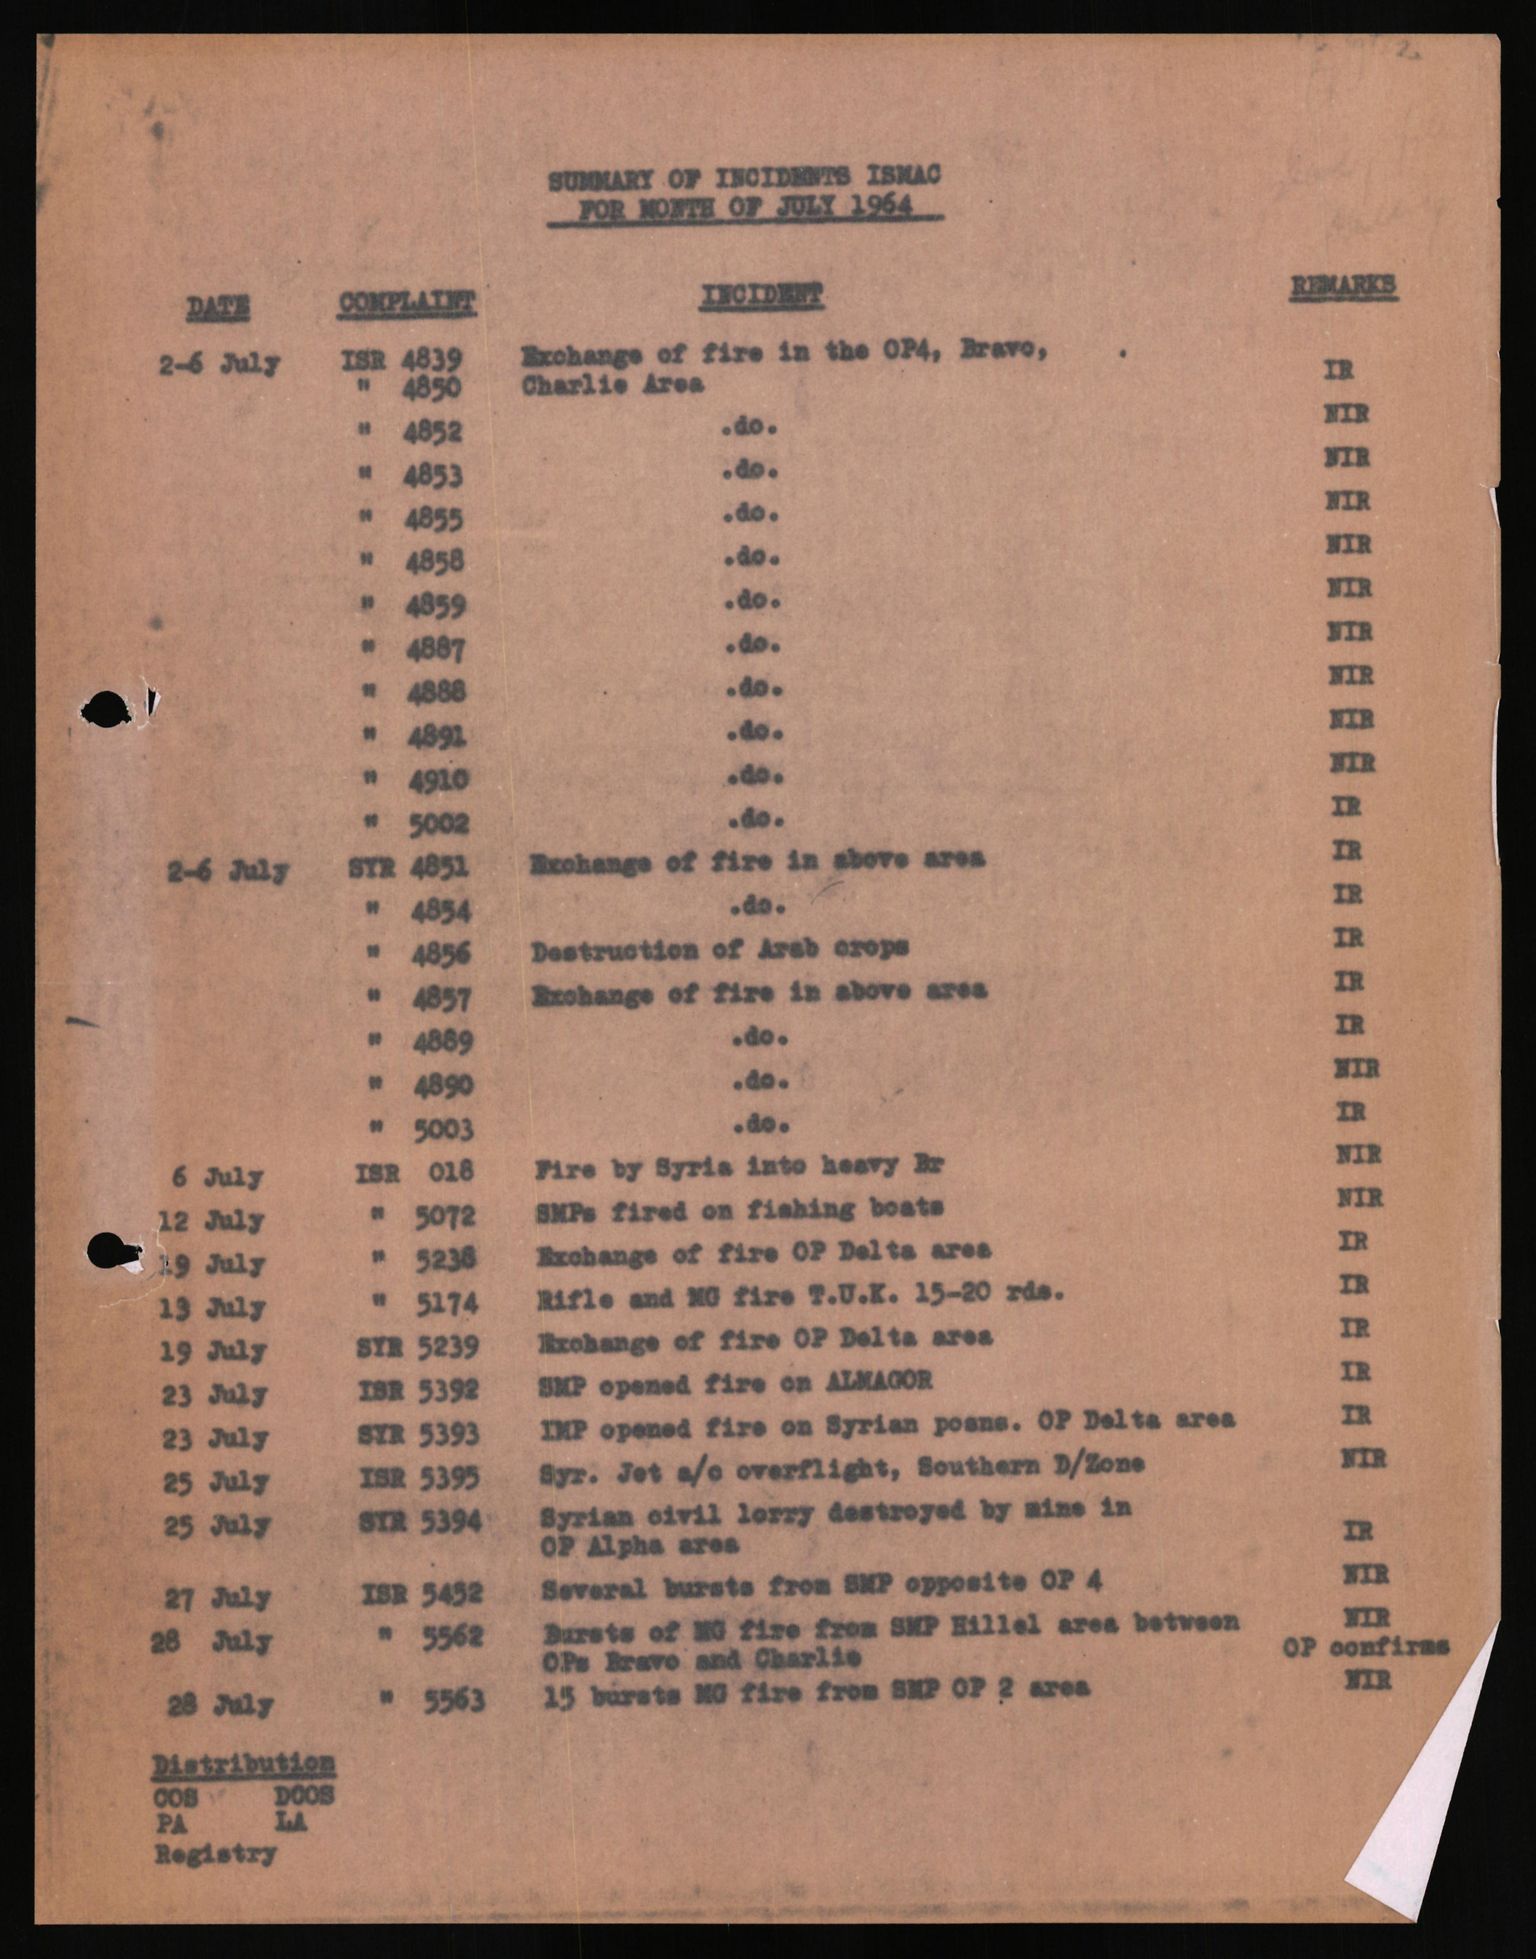 SUMMARY OF INCIDENTS ISMAC
FOR MONTH OF JULY 1964
DATE COMPLAINT INCIDENT REMARKS
2-6 July ISR 4839 Exchange of fire in the OP4, Bravo,
" 4850 Charlie Area IR
" 4852 .do. NIR
" 4853 .do. NIR
" 4855 .do. NIR
" 4858 .do. NIR
" 4859 .do. NIR
" 4887 .do. NIR
" 4888 .do. NIR
" 4891 .do. NIR
" 4910 .do. NIR
" 5002 .do. IR
2-6 July SYR 4851 Exchange of fire in above area IR
" 4854 .do. IR
" 4856 Destruction of Arab crops IR
" 4857 Exchange of fire in above area IR
" 4889 .do. IR
" 4890 .do. NIR
" 5003 .do. IR
6 July ISR 018 Fire by Syria into heavy Br NIR
12 July " 5072 SMPs fired on fishing boats NIR
19 July " 5238 Exchange of fire OP Delta area IR
13 July " 5174 Rifle and MG fire T.U.K. 15-20 rds. IR
19 July SYR 5239 Exchange of fire OP Delta area IR
23 July ISR 5392 SMP opened fire on ALMAGOR IR
23 July SYR 5393 IMP opened fire on Syrian posns. OP Delta area IR
25 July ISR 5395 Syr. Jet a/c overflight, Southern D/Zone NIR
25 July SYR 5394 Syrian civil lorry destroyed by mine in
OP Alpha area IR
27 July ISR 5452 Several bursts from SMP opposite OP 4 NIR
28 July " 5562 Bursts of MG fire from SMP Hillel area between NIR
OPs Bravo and Charlie OP confirms
28 July " 5563 15 bursts MG fire from SMP OP 2 area NIR
Distribution
COS DCOS
PA LA
Registry